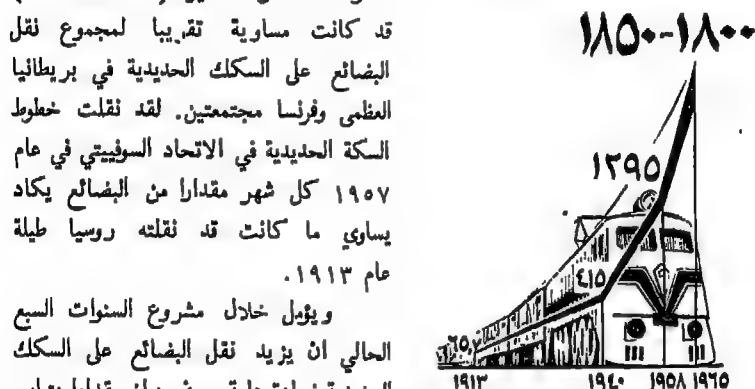 قد كانت مساوية تقريبا لمجموع نقل
البضائع على السكك الحديدية في بريطانيا
العظمى وفرنسا مجتمعتين. لقد نقلت خطوط
السكة الحديدية في الاتحاد السوفييتي في عام
١٩٥٧ كل شهر مقدارا من البضائع يكاد
يساوي ما كانت قد نقلته روسيا طيلة
عام ١٩١٣.
ويؤمل خلال مشروع السنوات السبع
الحالي ان يزيد نقل البضائع على السكك
١٨٥٠-١٨٠٠
١٢٩٥
٤١٥
٦٥,٧
١٩١٣ ١٩٤٠ ١٩٥٨ ١٩٦٥